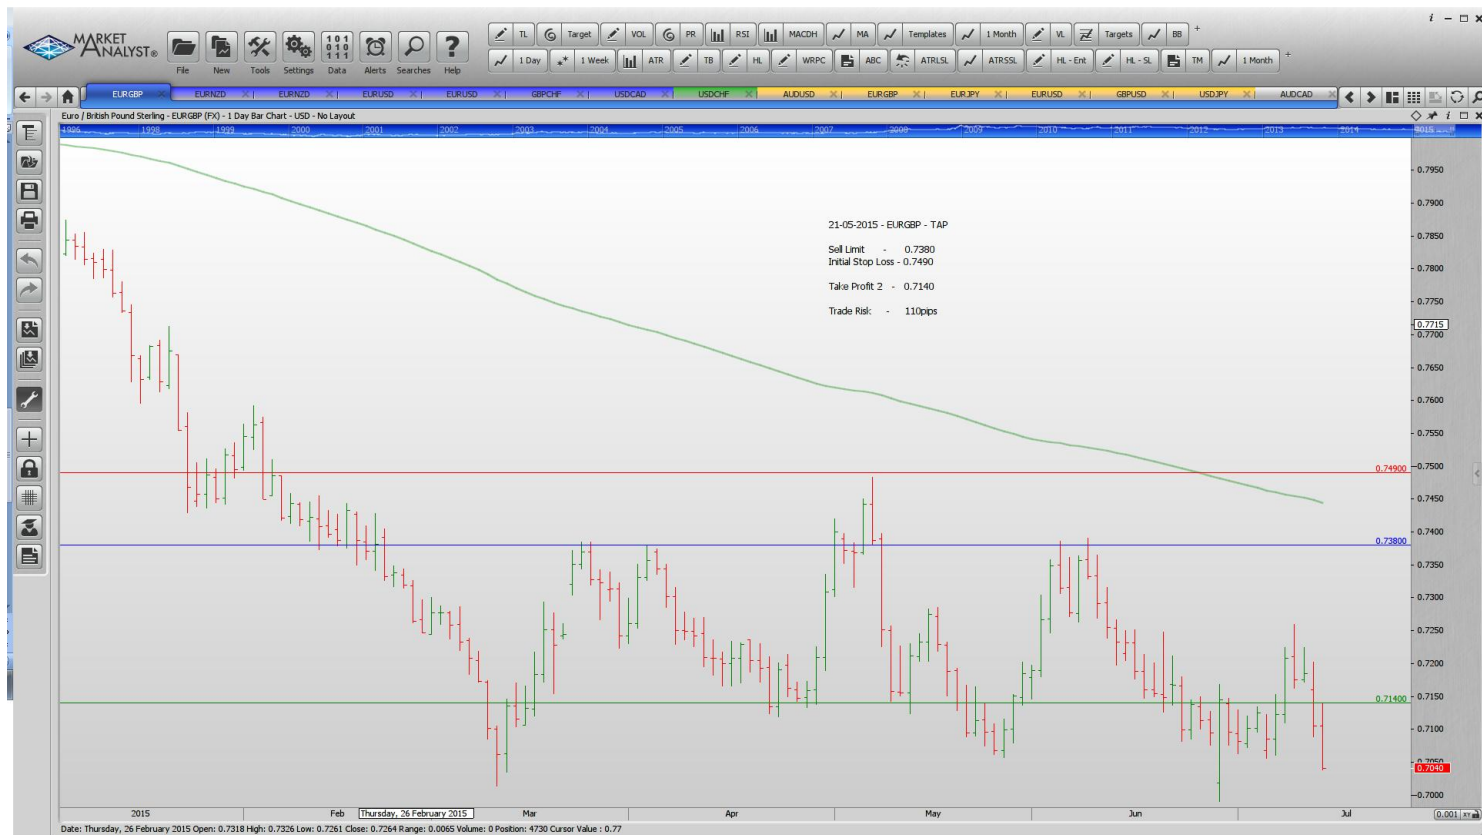 i
MARKET
ANALYST®
File
New
Tools
Settings
101
010
111
Data
Alerts
Searches
?
Help
TL
Target
VOL
PR
RSI
MACDH
MA
Templates
1 Month
VL
Targets
BB
+
1 Day
1 Week
ATR
TB
HL
WRPC
ABC
ATRLSL
ATRSSL
HL - Ent
HL - SL
TM
1 Month
+
EURGBP
EURNZD
EURNZD
EURUSD
EURUSD
GBPCHF
USDCAD
USDCHF
AUDUSD
EURGBP
EURJPY
EURUSD
GBPUSD
USDJPY
AUDCAD
Euro / British Pound Sterling - EURGBP (FX) - 1 Day Bar Chart - USD - No Layout
i
1996 1998 1999 2000 2001 2002 2003 2004 2005 2006 2007 2008 2009 2010 2011 2012 2013 2014 2015
21-05-2015 - EURGBP - TAP
Sell Limit - 0.7380
Initial Stop Loss - 0.7490
Take Profit 2 - 0.7140
Trade Risk - 110pips
0.7950
0.7900
0.7850
0.7800
0.7750
0.7715
0.7700
0.7650
0.7600
0.7550
0.74900
0.7500
0.7450
0.73800
0.7400
0.7350
0.7300
0.7250
0.7200
0.71400
0.7150
0.7100
0.7050
0.7040
0.7000
2015 Feb Thursday, 26 February 2015 Mar Apr May Jun Jul
0.001 XY
Date: Thursday, 26 February 2015 Open: 0.7318 High: 0.7326 Low: 0.7261 Close: 0.7264 Range: 0.0065 Volume: 0 Position: 4730 Cursor Value : 0.77